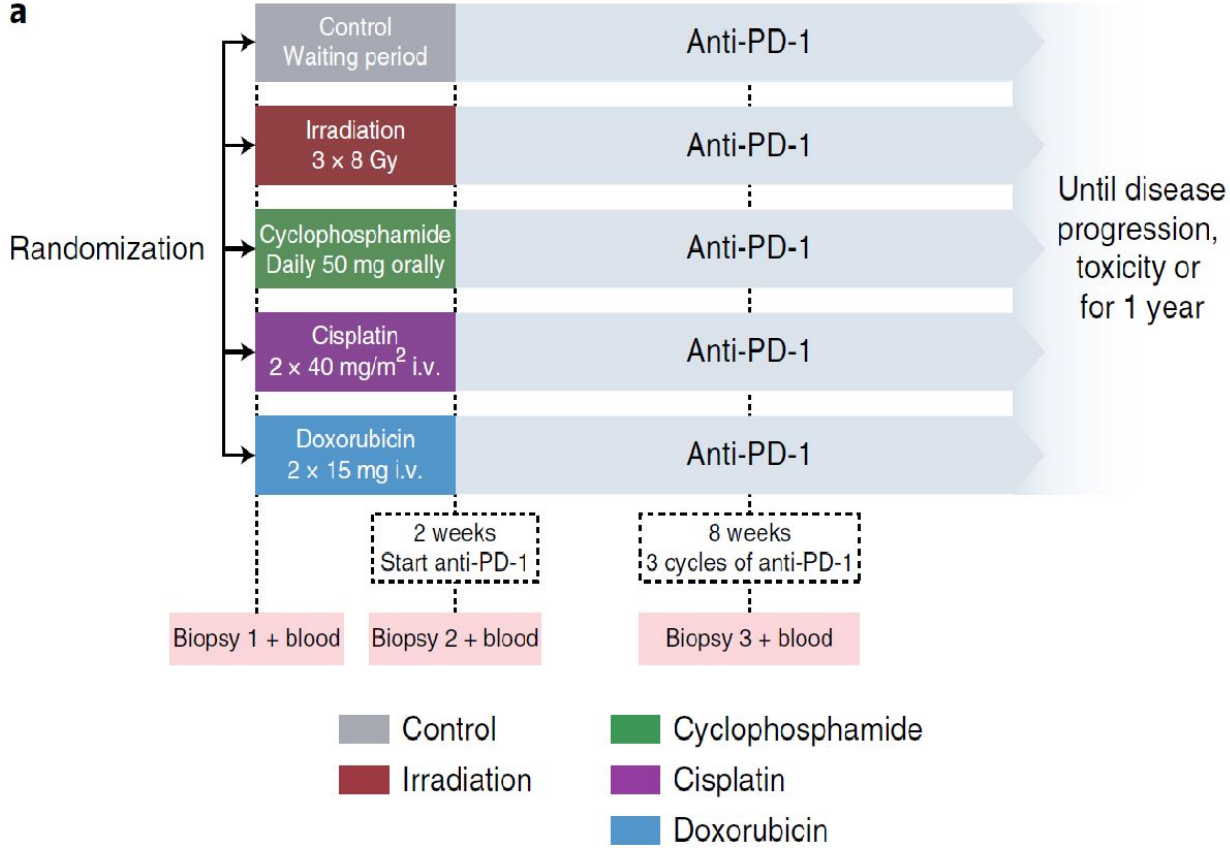 a
Control
Waiting period
Anti-PD-1
Irradiation
3 × 8 Gy
Anti-PD-1
Randomization
Cyclophosphamide
Daily 50 mg orally
Anti-PD-1
Until disease
progression,
toxicity or
for 1 year
Cisplatin
2 × 40 mg/m² i.v.
Anti-PD-1
Doxorubicin
2 × 15 mg i.v.
Anti-PD-1
2 weeks
Start anti-PD-1
8 weeks
3 cycles of anti-PD-1
Biopsy 1 + blood
Biopsy 2 + blood
Biopsy 3 + blood
Control
Irradiation
Cyclophosphamide
Cisplatin
Doxorubicin